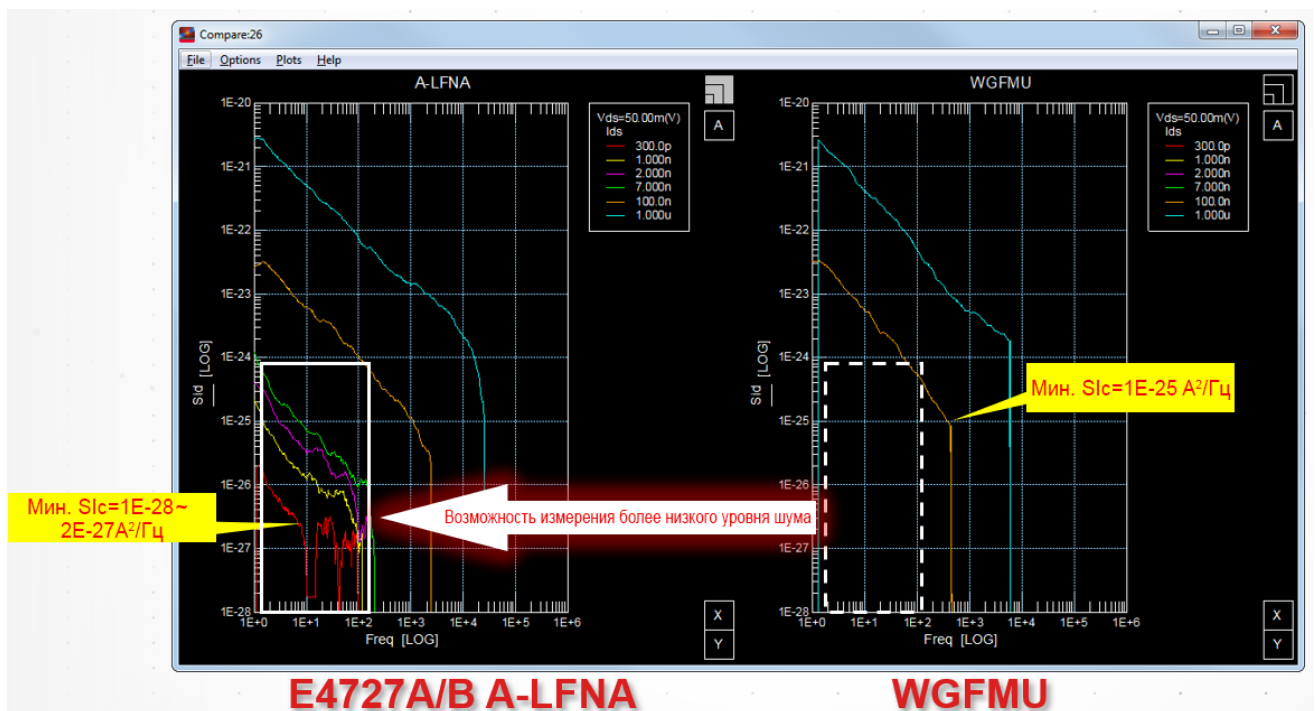 Compare:26
File Options Plots Help
A-LFNA
1E-20
1E-21
1E-22
1E-23
1E-24
1E-25
1E-26
1E-27
1E-28
Sid [LOG]
1E+0 1E+1 1E+2 1E+3 1E+4 1E+5 1E+6
Freq [LOG]
Vds=50.00m(V)
Ids
300.0p
1.000n
2.000n
7.000n
100.0n
1.000u
A
X
Y
WGFMU
1E-20
1E-21
1E-22
1E-23
1E-24
1E-25
1E-26
1E-27
1E-28
Sid [LOG]
1E+0 1E+1 1E+2 1E+3 1E+4 1E+5 1E+6
Freq [LOG]
Vds=50.00m(V)
Ids
300.0p
1.000n
2.000n
7.000n
100.0n
1.000u
A
X
Y
Мин. SIc=1E-25 А²/Гц
Мин. SIc=1E-28~
2E-27А²/Гц
Возможность измерения более низкого уровня шума
E4727A/B A-LFNA
WGFMU